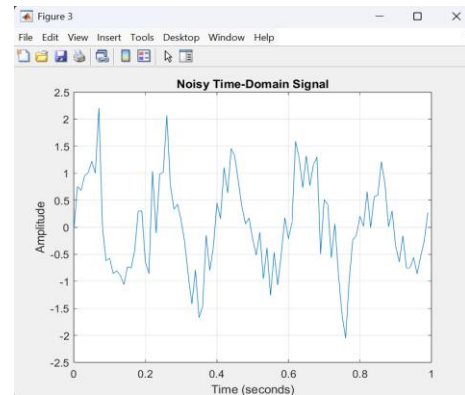 Figure 3
File Edit View Insert Tools Desktop Window Help
Noisy Time-Domain Signal
2.5
2
1.5
1
0.5
0
-0.5
-1
-1.5
-2
-2.5
Amplitude
0 0.2 0.4 0.6 0.8 1
Time (seconds)